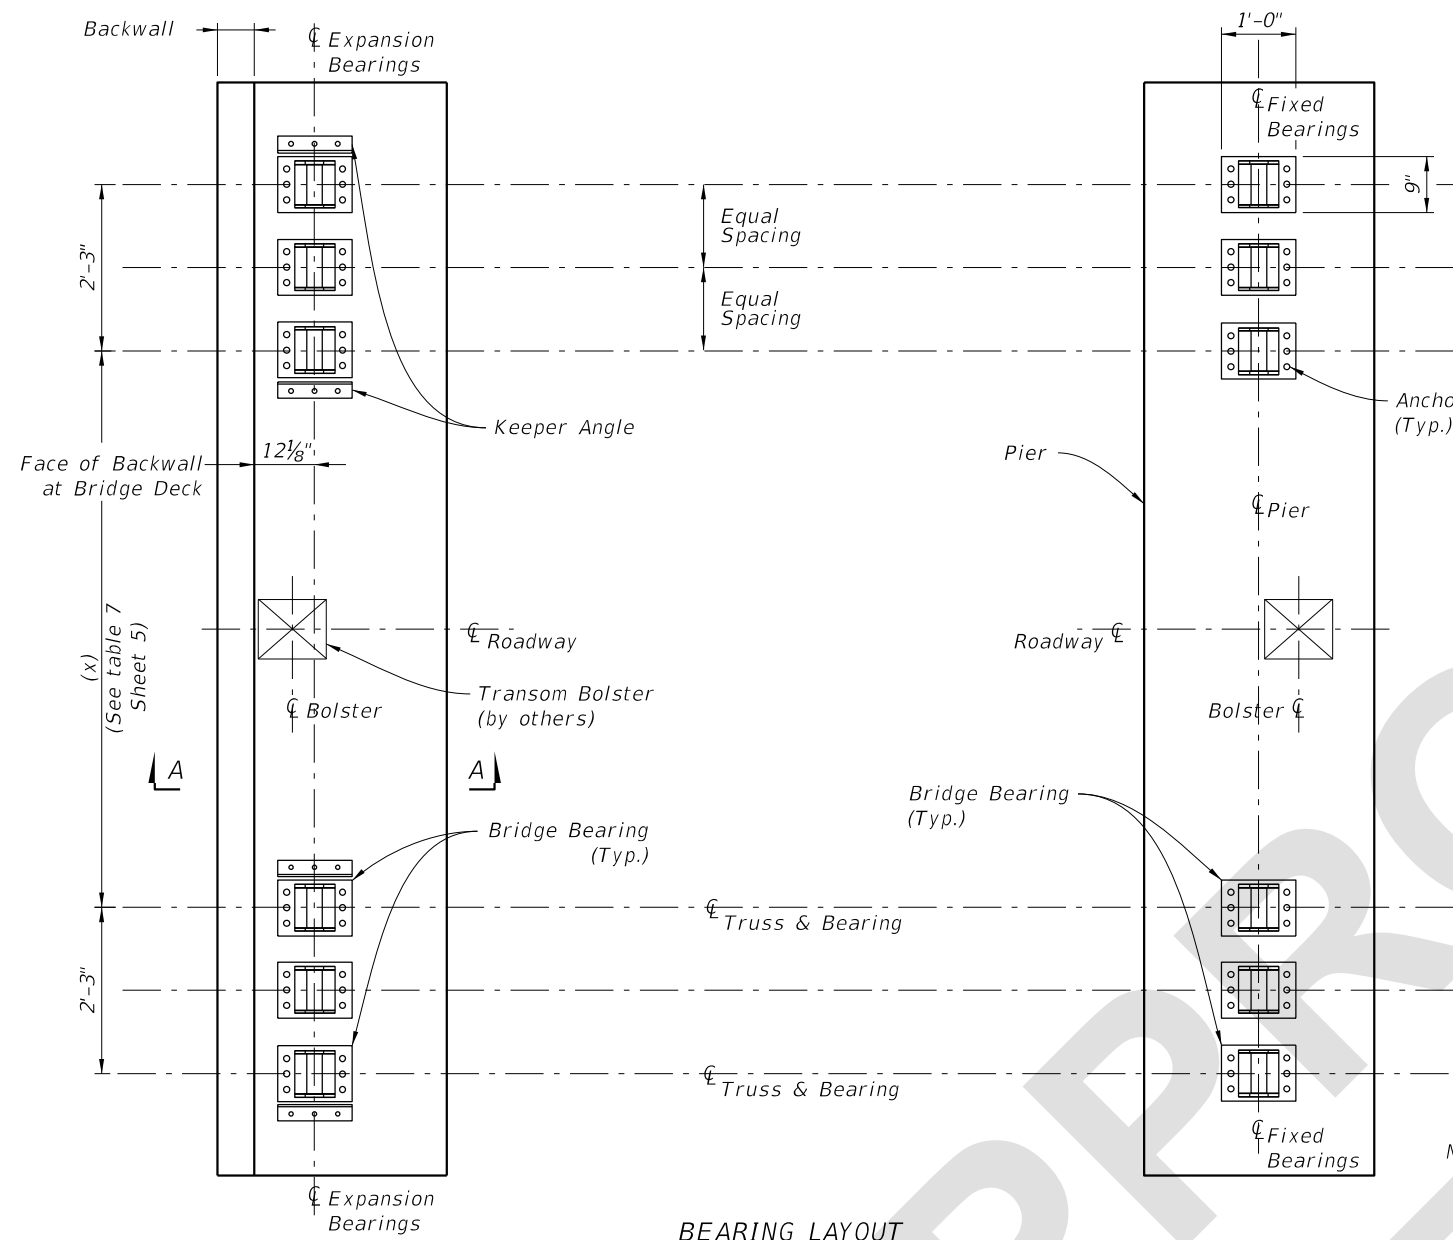 Backwall
℄ Expansion
Bearings
1'-0"
℄ Fixed
Bearings
9"
Equal
Spacing
2'-3"
Equal
Spacing
Keeper Angle
Ancho
(Typ.)
12⅛"
Face of Backwall
at Bridge Deck
Pier
℄ Pier
(x)
(See table 7
Sheet 5)
℄ Roadway
Roadway ℄
Transom Bolster
(by others)
℄ Bolster
Bolster ℄
A
A
Bridge Bearing
(Typ.)
Bridge Bearing
(Typ.)
℄ Truss & Bearing
2'-3"
℄ Truss & Bearing
℄ Fixed
Bearings
℄ Expansion
Bearings
BEARING LAYOUT